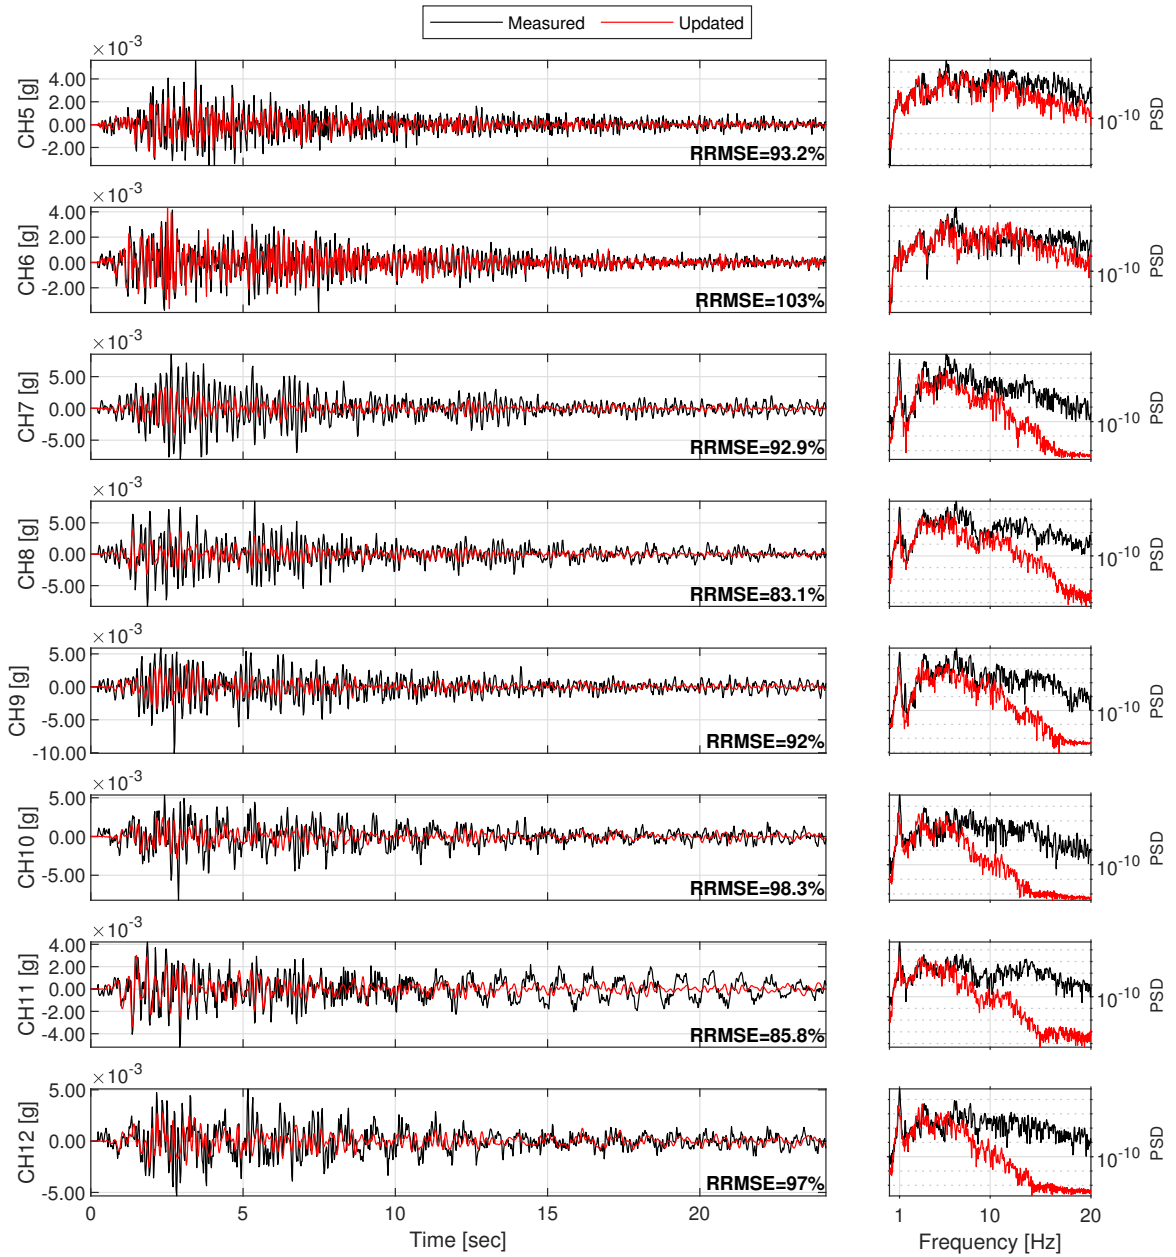 Measured Updated
×10⁻³
CH5 [g]
4.00
2.00
0.00
-2.00
RRMSE=93.2%
10⁻¹⁰
PSD
×10⁻³
CH6 [g]
4.00
2.00
0.00
-2.00
RRMSE=103%
10⁻¹⁰
PSD
×10⁻³
CH7 [g]
5.00
0.00
-5.00
RRMSE=92.9%
10⁻¹⁰
PSD
×10⁻³
CH8 [g]
5.00
0.00
-5.00
RRMSE=83.1%
10⁻¹⁰
PSD
×10⁻³
CH9 [g]
5.00
0.00
-5.00
-10.00
RRMSE=92%
10⁻¹⁰
PSD
×10⁻³
CH10 [g]
5.00
0.00
-5.00
RRMSE=98.3%
10⁻¹⁰
PSD
×10⁻³
CH11 [g]
4.00
2.00
0.00
-2.00
-4.00
RRMSE=85.8%
10⁻¹⁰
PSD
×10⁻³
CH12 [g]
5.00
0.00
-5.00
RRMSE=97%
10⁻¹⁰
PSD
0 5 10 15 20
1 10 20
Time [sec]
Frequency [Hz]